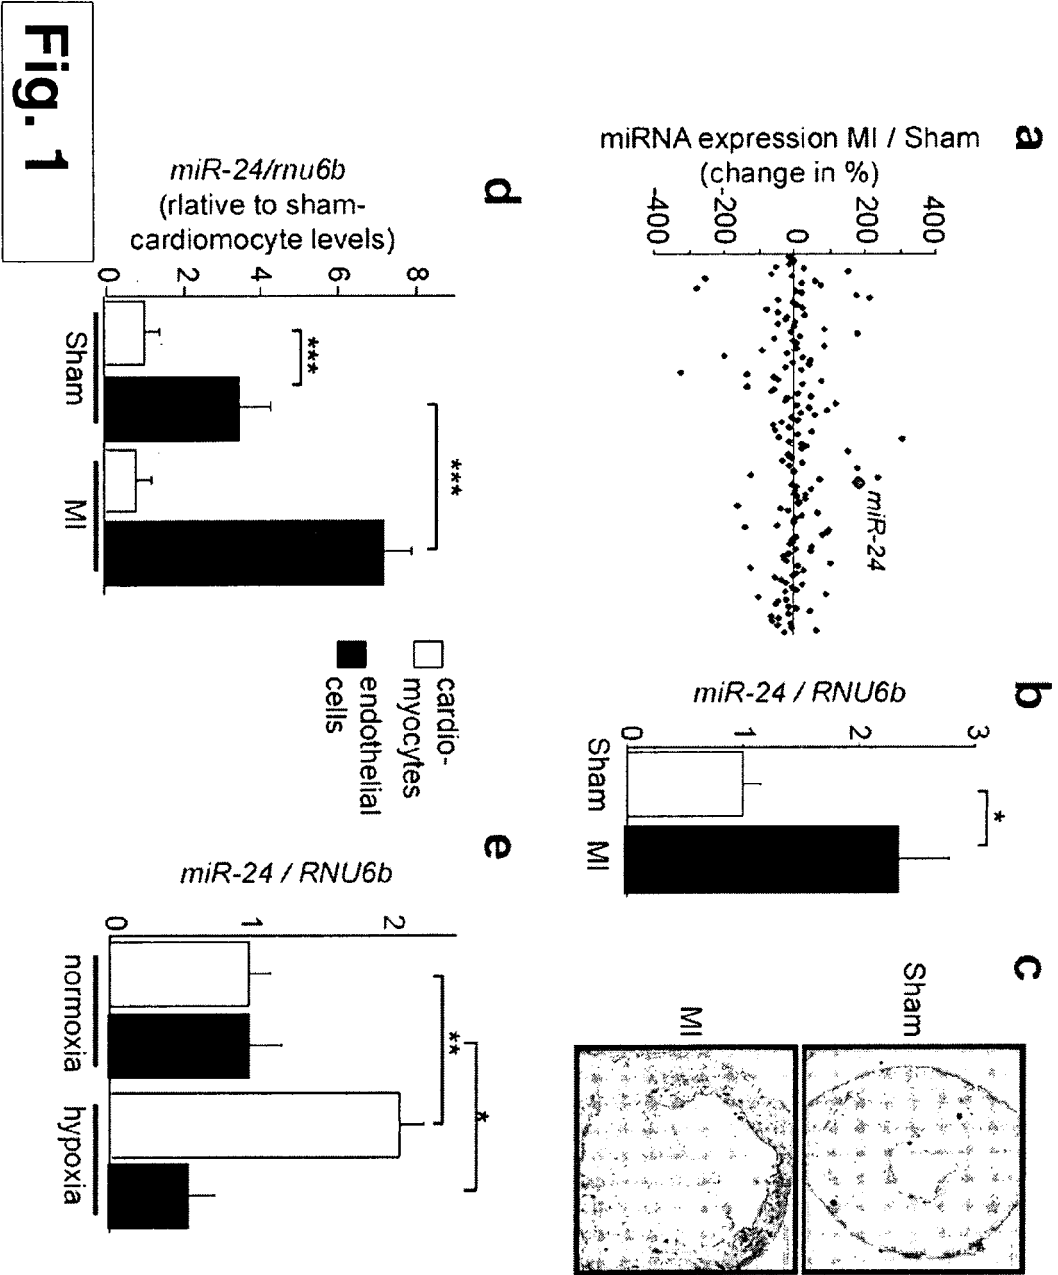 a
miRNA expression MI / Sham
(change in %)
400
200
0
-200
-400
miR-24
b
miR-24 / RNU6b
3
2
1
0
*
Sham
MI
c
Sham
MI
d
miR-24/rnu6b
(rlative to sham-
cardiomocyte levels)
8
6
4
2
0
***
***
Sham
MI
cardio-
myocytes
endothelial
cells
e
miR-24 / RNU6b
2
1
0
**
*
normoxia
hypoxia
Fig. 1